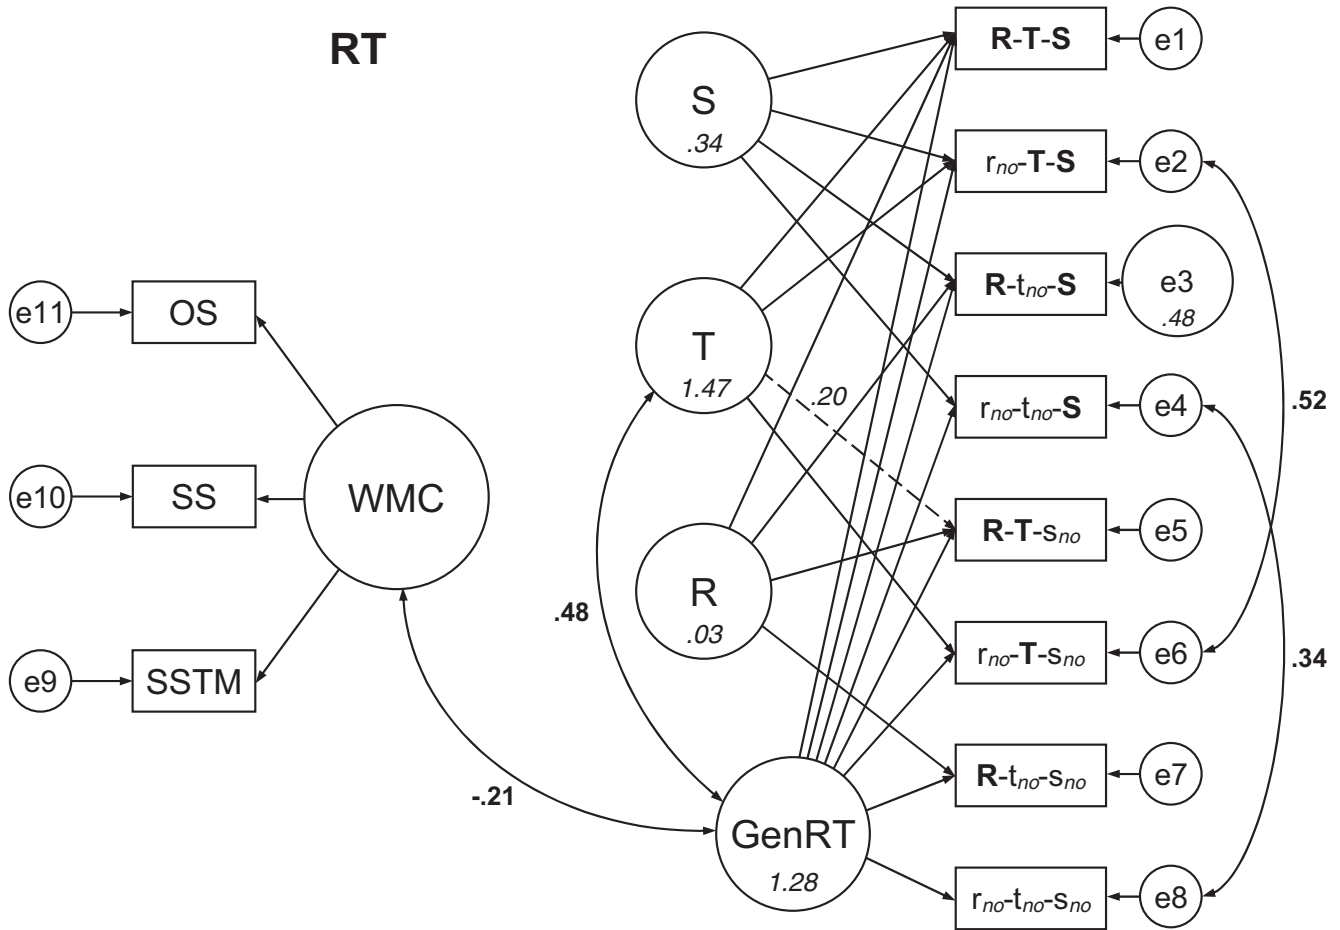 RT
S
.34
T
1.47
.20
R
.03
GenRT
1.28
.48
-.21
WMC
e11
OS
e10
SS
e9
SSTM
R-T-S
e1
rno-T-S
e2
R-tno-S
e3
.48
rno-tno-S
e4
R-T-sno
e5
rno-T-sno
e6
R-tno-sno
e7
rno-tno-sno
e8
.52
.34